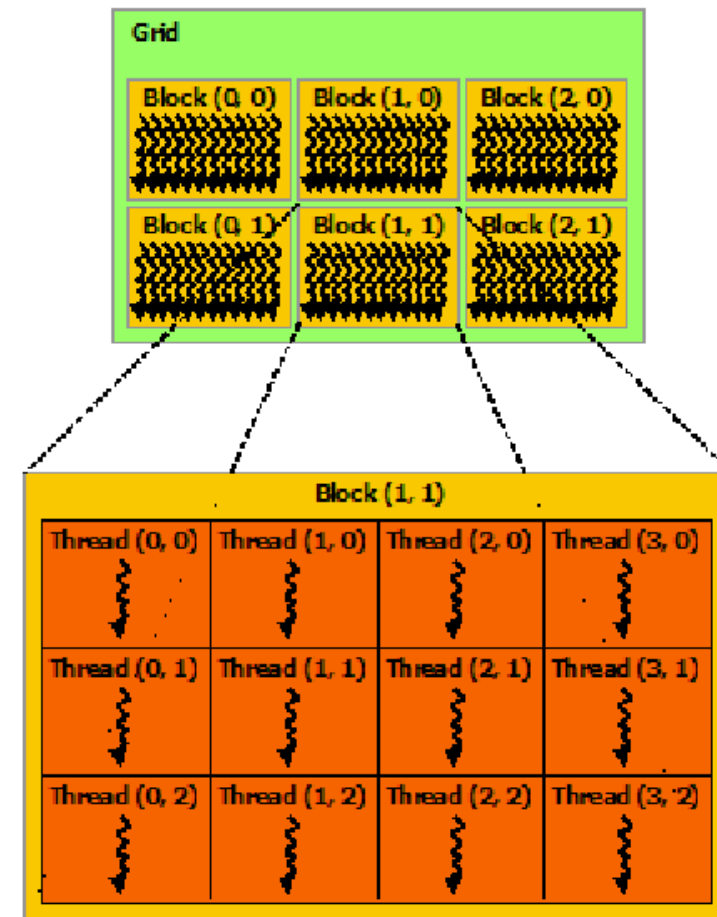 Grid
Block (0, 0) Block (1, 0) Block (2, 0)
Block (0, 1) Block (1, 1) Block (2, 1)
Block (1, 1)
Thread (0, 0) Thread (1, 0) Thread (2, 0) Thread (3, 0)
Thread (0, 1) Thread (1, 1) Thread (2, 1) Thread (3, 1)
Thread (0, 2) Thread (1, 2) Thread (2, 2) Thread (3, 2)